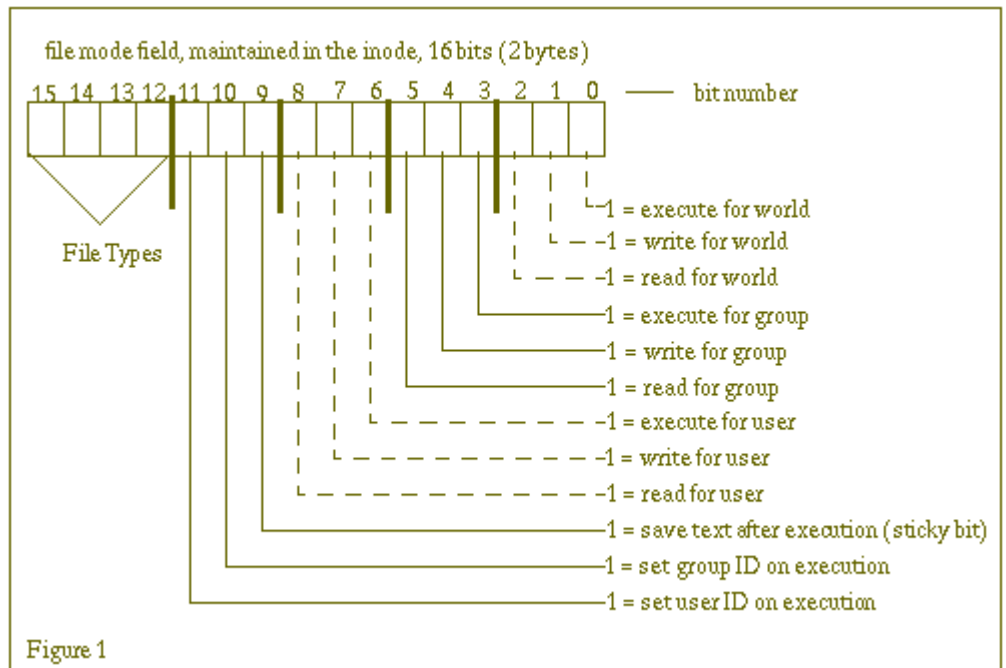 file mode field, maintained in the inode, 16 bits (2 bytes)
15 14 13 12 11 10 9 8 7 6 5 4 3 2 1 0 bit number
1 = execute for world
1 = write for world
File Types
1 = read for world
1 = execute for group
1 = write for group
1 = read for group
1 = execute for user
1 = write for user
1 = read for user
1 = save text after execution (sticky bit)
1 = set group ID on execution
1 = set user ID on execution
Figure 1